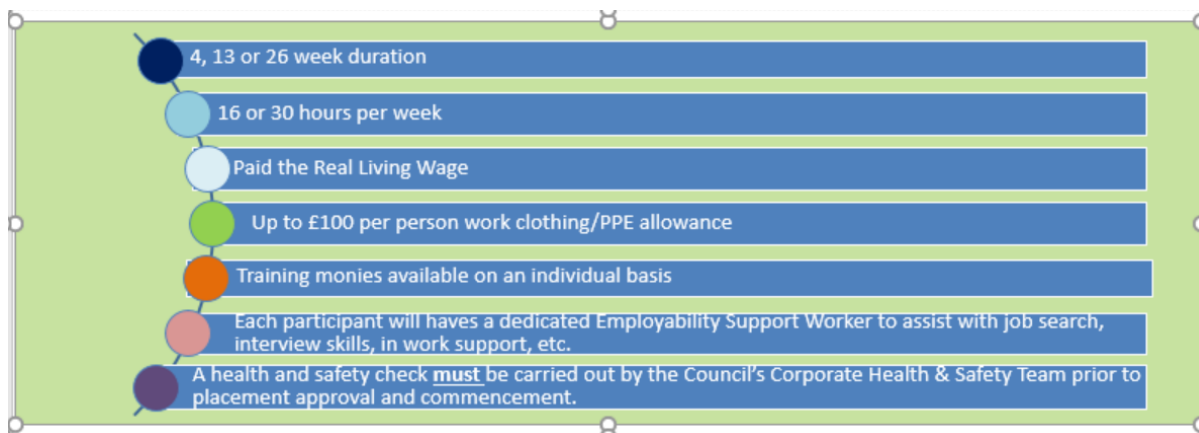 4, 13 or 26 week duration
16 or 30 hours per week
Paid the Real Living Wage
Up to £100 per person work clothing/PPE allowance
Training monies available on an individual basis
Each participant will haves a dedicated Employability Support Worker to assist with job search,
interview skills, in work support, etc.
A health and safety check must be carried out by the Council's Corporate Health & Safety Team prior to
placement approval and commencement.